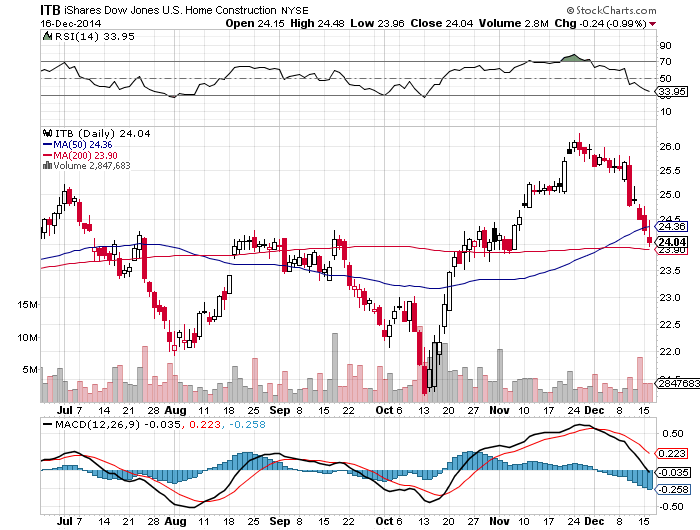 ITB iShares Dow Jones U.S. Home Construction NYSE © StockCharts.com
16-Dec-2014 Open 24.15 High 24.48 Low 23.96 Close 24.04 Volume 2.8M Chg -0.24 (-0.99%)
RSI(14) 33.95
90
70
50
33.95
30
10
ITB (Daily) 24.04
MA(50) 24.36
MA(200) 23.90
Volume 2,847,683
26.0
25.5
25.0
24.5
24.36
24.04
23.90
23.5
23.0
22.5
22.0
15M
10M
5M
2847683
Jul 7 14 21 28 Aug 11 18 25 Sep 8 15 22 Oct 6 13 20 27 Nov 10 17 24 Dec 8 15
MACD(12,26,9) -0.035, 0.223, -0.258
0.50
0.223
-0.035
-0.258
-0.50
Jul 7 14 21 28 Aug 11 18 25 Sep 8 15 22 Oct 6 13 20 27 Nov 10 17 24 Dec 8 15